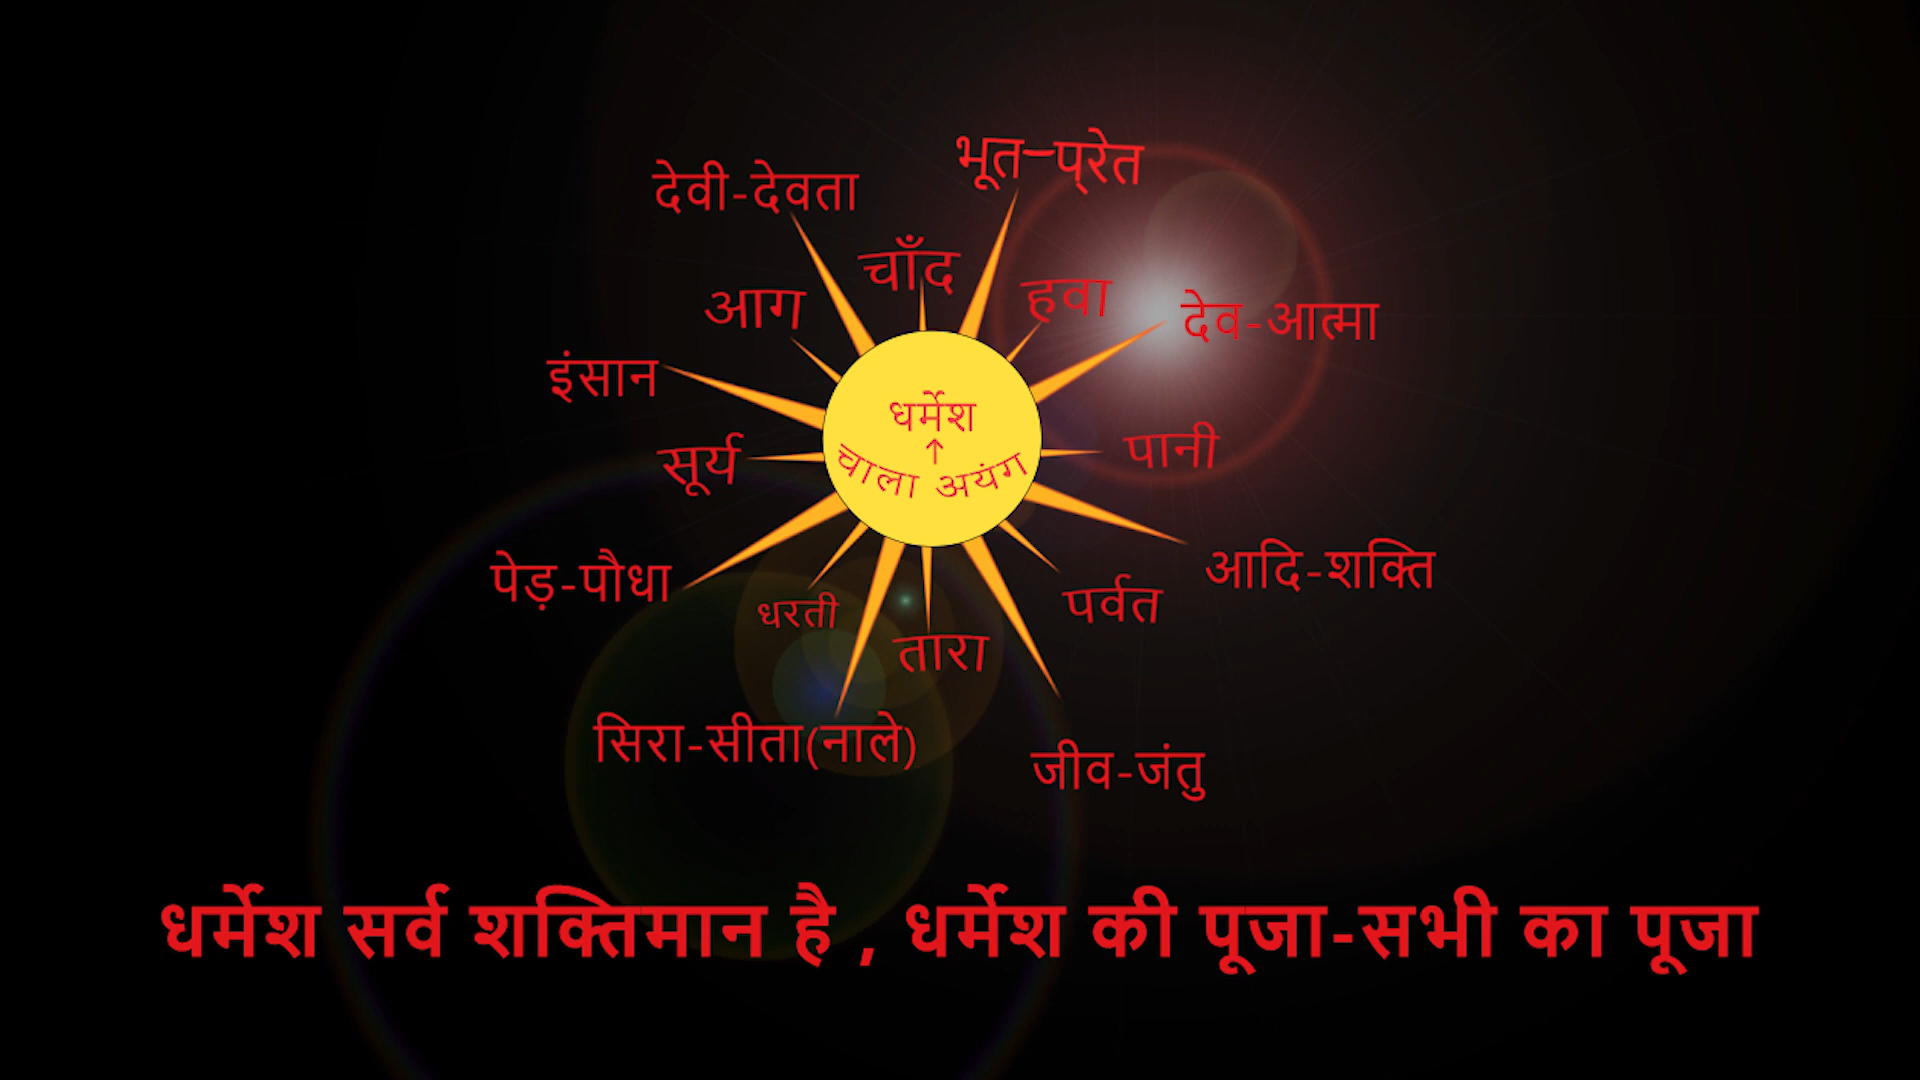 भूत-प्रेत
देवी-देवता
चाँद
हवा
आग
देव-आत्मा
इंसान
धर्मेश
↑
चाला अयंग
सूर्य
पानी
पेड़-पौधा
आदि-शक्ति
धरती
पर्वत
तारा
सिरा-सीता(नाले)
जीव-जंतु
धर्मेश सर्व शक्तिमान है , धर्मेश की पूजा-सभी का पूजा